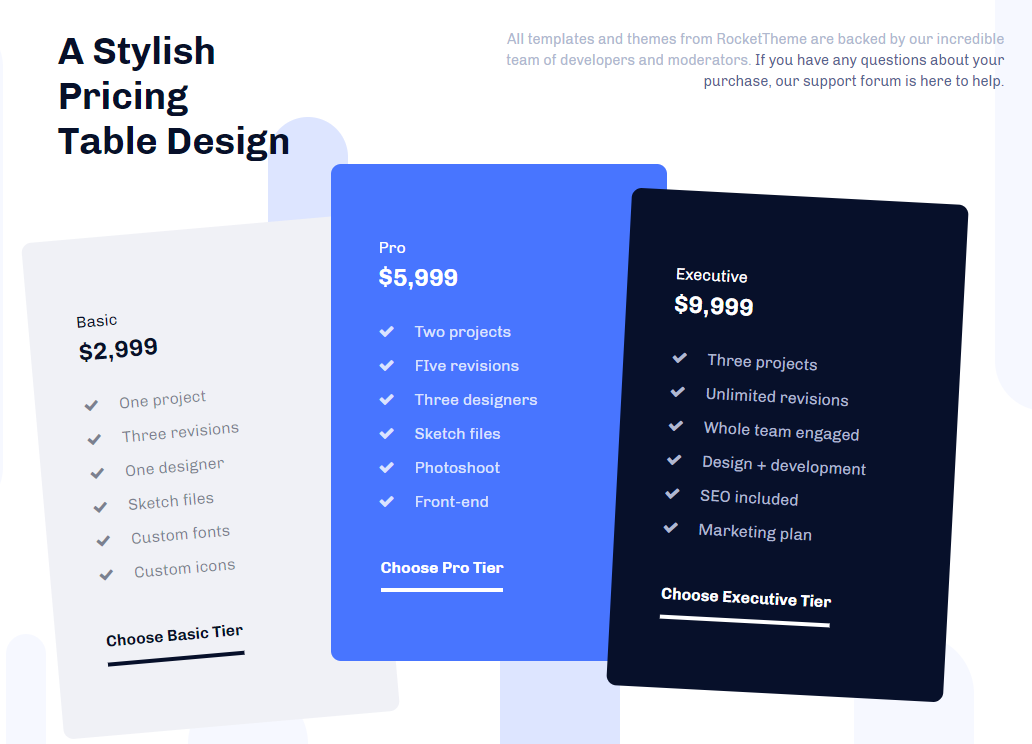 A Stylish
Pricing
Table Design
All templates and themes from RocketTheme are backed by our incredible
team of developers and moderators. If you have any questions about your
purchase, our support forum is here to help.
Basic
$2,999
One project
Three revisions
One designer
Sketch files
Custom fonts
Custom icons
Choose Basic Tier
Pro
$5,999
Two projects
FIve revisions
Three designers
Sketch files
Photoshoot
Front-end
Choose Pro Tier
Executive
$9,999
Three projects
Unlimited revisions
Whole team engaged
Design + development
SEO included
Marketing plan
Choose Executive Tier